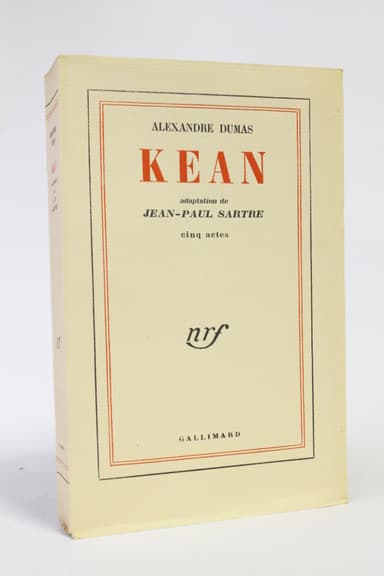 ALEXANDRE DUMAS
KEAN
adaptation de
JEAN-PAUL SARTRE
cinq actes
nrf
GALLIMARD